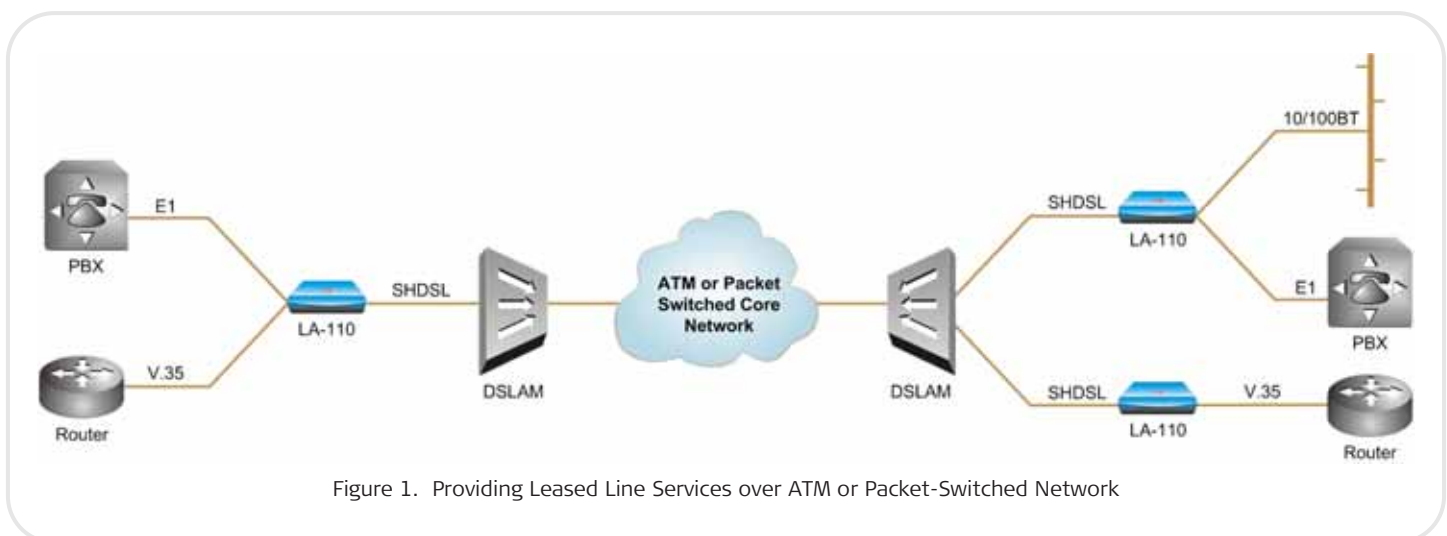 10/100BT
E1
PBX
SHDSL
LA-110
E1
PBX
V.35
Router
LA-110
SHDSL
DSLAM
ATM or Packet
Switched Core
Network
DSLAM
SHDSL
LA-110
V.35
Router
Figure 1. Providing Leased Line Services over ATM or Packet-Switched Network